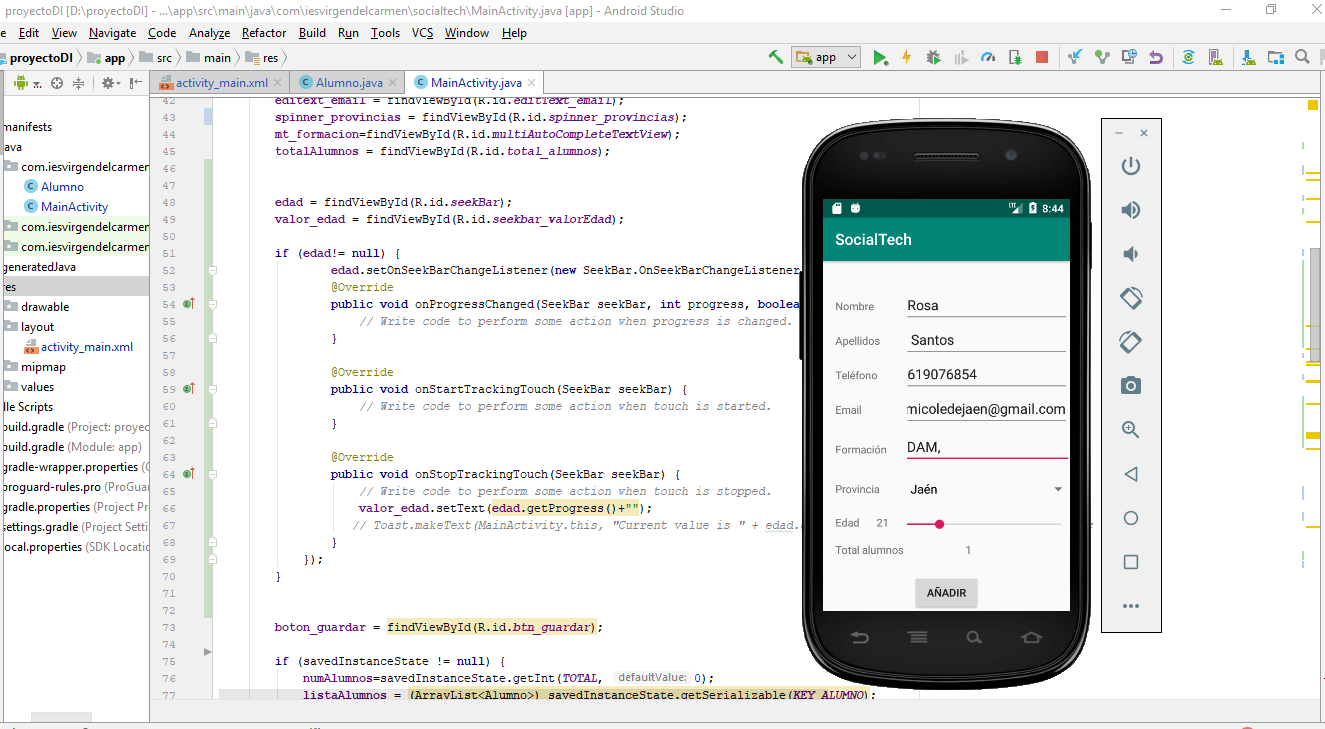 proyectoDI [D:\proyectoDI] - ...\app\src\main\java\com\iesvirgendelcarmen\socialtech\MainActivity.java [app] - Android Studio
Edit View Navigate Code Analyze Refactor Build Run Tools VCS Window Help
proyectoDI app src main res
app
activity_main.xml Alumno.java MainActivity.java
manifests
java
com.iesvirgendelcarmen
Alumno
MainActivity
com.iesvirgendelcarmen
com.iesvirgendelcarmen
generatedJava
res
drawable
layout
activity_main.xml
mipmap
values
dle Scripts
build.gradle (Project: proyec
build.gradle (Module: app)
gradle-wrapper.properties (G
proguard-rules.pro (ProGuar
gradle.properties (Project Pr
settings.gradle (Project Setti
local.properties (SDK Locatio
42 editext_email = findViewById(R.id.editText_email);
43 spinner_provincias = findViewById(R.id.spinner_provincias);
44 mt_formacion=findViewById(R.id.multiAutoCompleteTextView);
45 totalAlumnos = findViewById(R.id.total_alumnos);
46
47
48 edad = findViewById(R.id.seekBar);
49 valor_edad = findViewById(R.id.seekbar_valorEdad);
50
51 if (edad!= null) {
52 edad.setOnSeekBarChangeListener(new SeekBar.OnSeekBarChangeListener
53 @Override
54 public void onProgressChanged(SeekBar seekBar, int progress, boolea
55 // Write code to perform some action when progress is changed.
56 }
57
58 @Override
59 public void onStartTrackingTouch(SeekBar seekBar) {
60 // Write code to perform some action when touch is started.
61 }
62
63 @Override
64 public void onStopTrackingTouch(SeekBar seekBar) {
65 // Write code to perform some action when touch is stopped.
66 valor_edad.setText(edad.getProgress()+"");
67 // Toast.makeText(MainActivity.this, "Current value is " + edad.
68 }
69 });
70 }
71
72
73 boton_guardar = findViewById(R.id.btn_guardar);
74
75 if (savedInstanceState != null) {
76 numAlumnos=savedInstanceState.getInt(TOTAL, defaultValue: 0);
77 listaAlumnos = (ArrayList<Alumno>) savedInstanceState.getSerializable(KEY_ALUMNO);
LTE 8:44
SocialTech
Nombre Rosa
Apellidos Santos
Teléfono 619076854
Email micoledejaen@gmail.com
Formación DAM,
Provincia Jaén
Edad 21
Total alumnos 1
AÑADIR